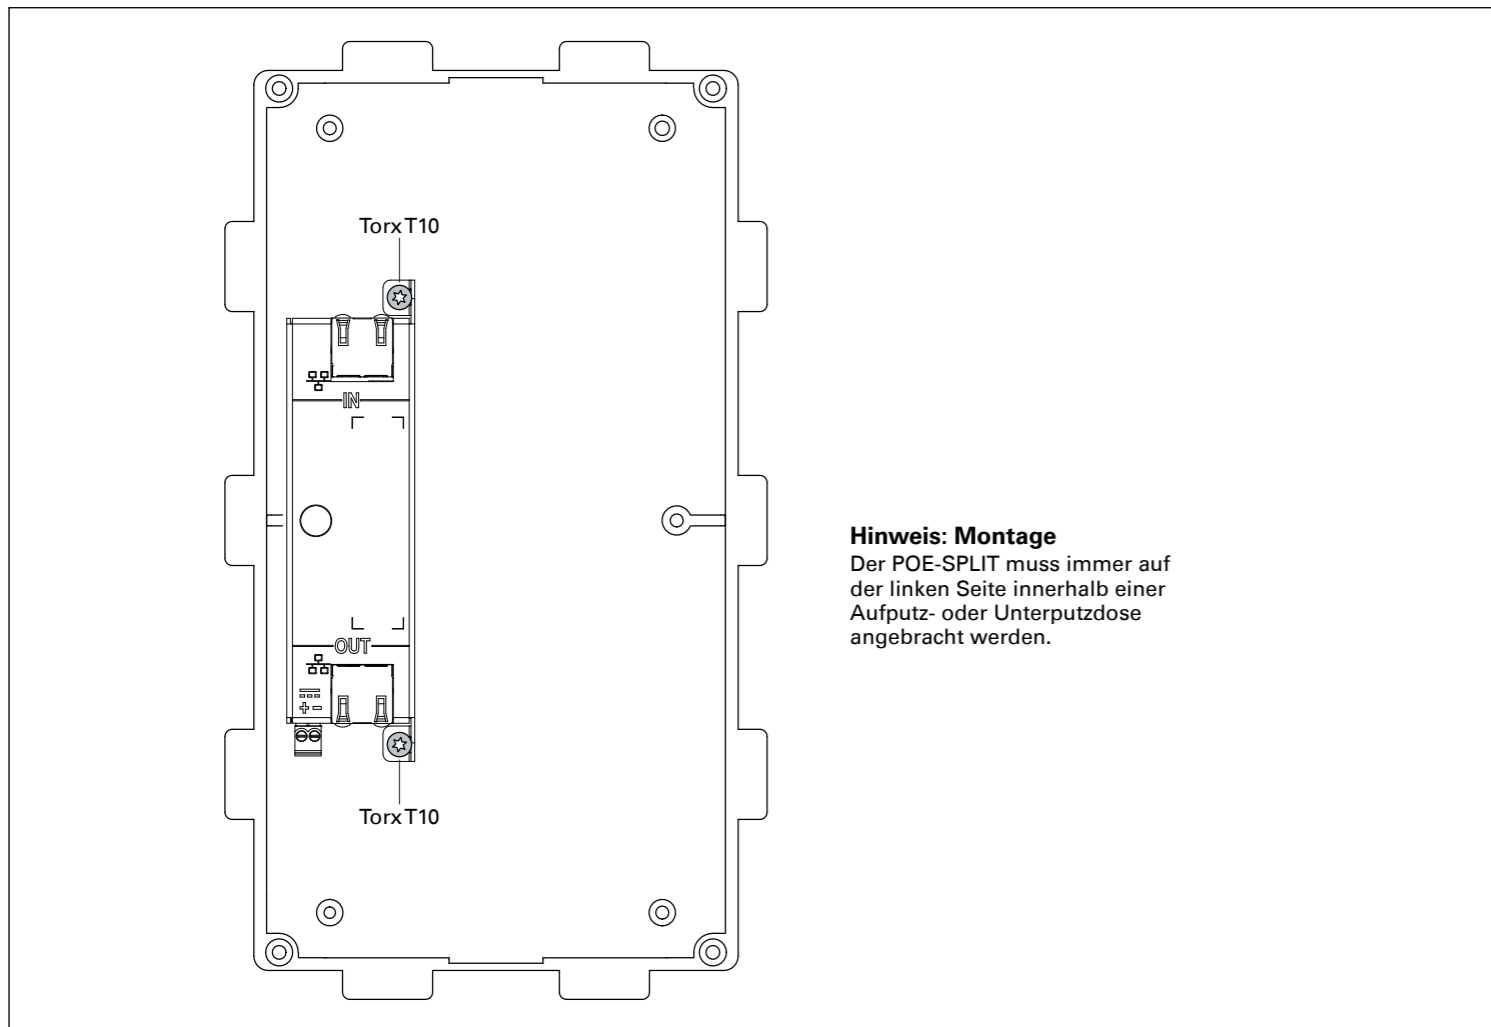 Torx T10
IN
OUT
+ −
Torx T10
Hinweis: Montage
Der POE-SPLIT muss immer auf
der linken Seite innerhalb einer
Aufputz- oder Unterputzdose
angebracht werden.